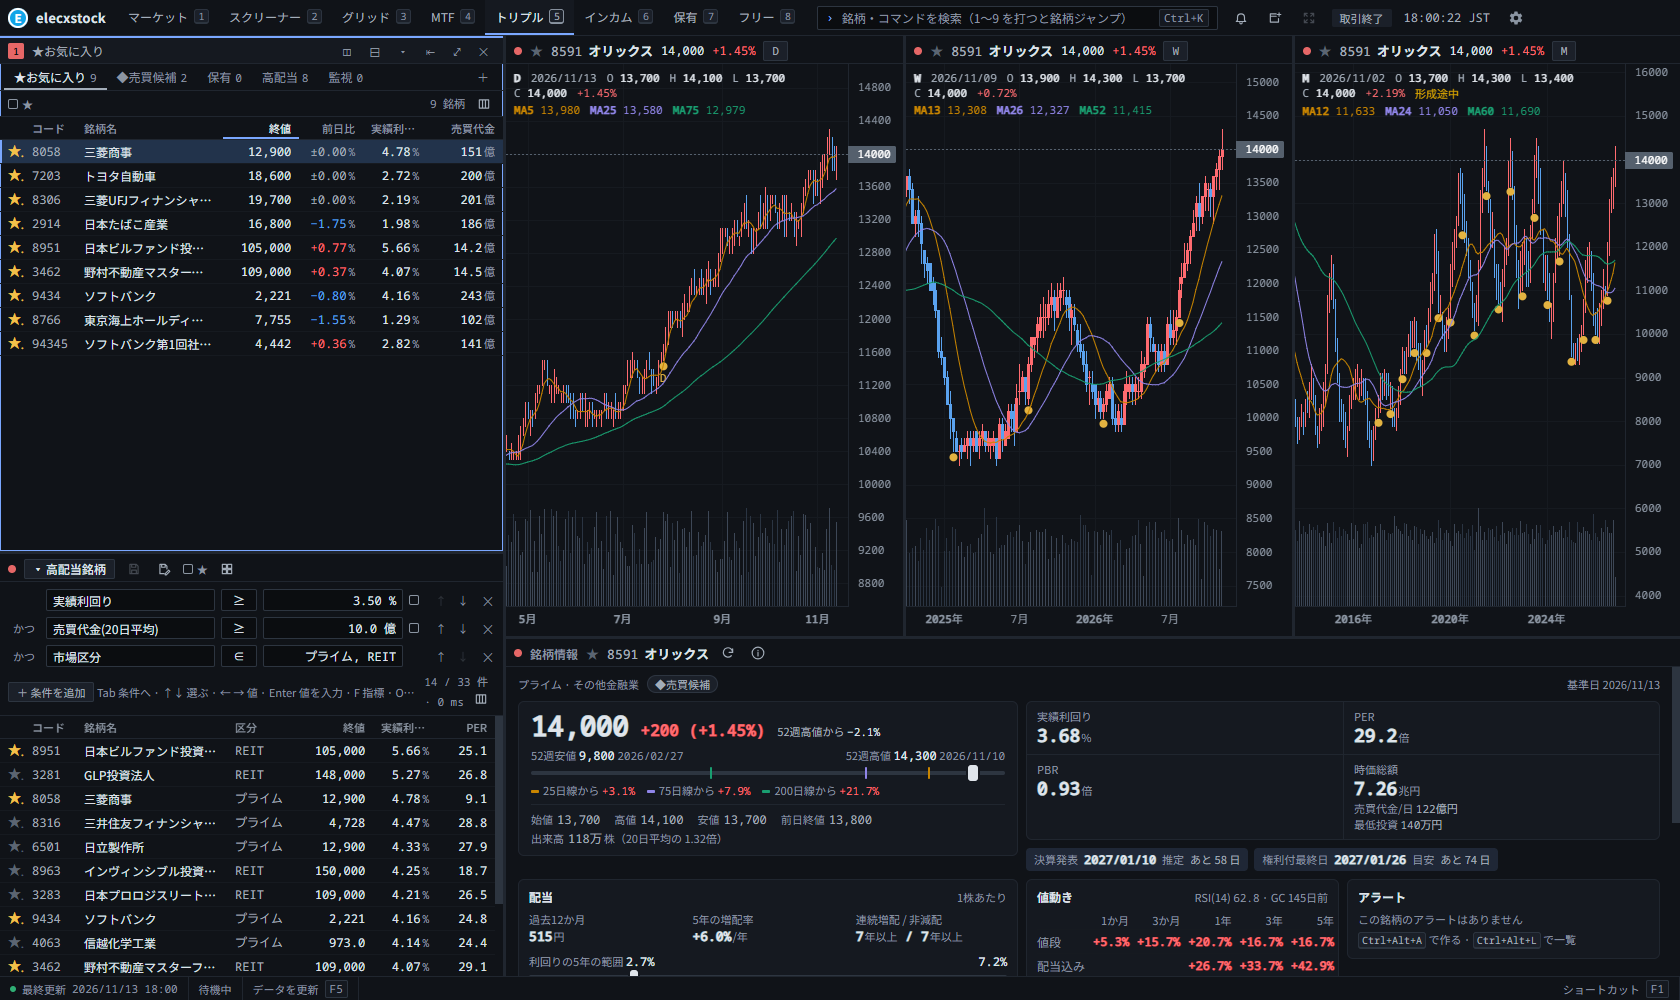 elecxstock マーケット 1 スクリーナー 2 グリッド 3 MTF 4 トリプル 5 インカム 6 保有 7 フリー 8 › 銘柄・コマンドを検索（1〜9 を打つと銘柄ジャンプ） Ctrl+K 取引終了 18:00:22 JST
1 ★お気に入り
★お気に入り 9 ◆売買候補 2 保有 0 高配当 8 監視 0 +
★ 9 銘柄
コード 銘柄名 終値 前日比 実績利… 売買代金
★ 8058 三菱商事 12,900 ±0.00% 4.78% 151億
★ 7203 トヨタ自動車 18,600 ±0.00% 2.72% 200億
★ 8306 三菱UFJフィナンシャ… 19,700 ±0.00% 2.19% 201億
★ 2914 日本たばこ産業 16,800 −1.75% 1.98% 186億
★ 8951 日本ビルファンド投… 105,000 +0.77% 5.66% 14.2億
★ 3462 野村不動産マスター… 109,000 +0.37% 4.07% 14.5億
★ 9434 ソフトバンク 2,221 −0.80% 4.16% 243億
★ 8766 東京海上ホールディ… 7,755 −1.55% 1.29% 102億
★ 94345 ソフトバンク第1回社… 4,442 +0.36% 2.82% 141億
高配当銘柄 ★
実績利回り ≥ 3.50 % ↑ ↓ ×
かつ 売買代金(20日平均) ≥ 10.0 億 ↑ ↓ ×
かつ 市場区分 ∈ プライム, REIT ↑ ↓ ×
＋ 条件を追加 Tab 条件へ · ↑↓ 選ぶ · ←→ 値 · Enter 値を入力 · F 指標 · O… 14 / 33 件
· 0 ms
コード 銘柄名 区分 終値 実績利… PER
★ 8951 日本ビルファンド投資… REIT 105,000 5.66% 25.1
★ 3281 GLP投資法人 REIT 148,000 5.27% 26.8
★ 8058 三菱商事 プライム 12,900 4.78% 9.1
★ 8316 三井住友フィナンシャ… プライム 4,728 4.47% 28.8
★ 6501 日立製作所 プライム 12,900 4.33% 27.9
★ 8963 インヴィンシブル投資… REIT 150,000 4.25% 18.7
★ 3283 日本プロロジスリート… REIT 109,000 4.21% 26.5
★ 9434 ソフトバンク プライム 2,221 4.16% 24.8
★ 4063 信越化学工業 プライム 973.0 4.14% 24.4
★ 3462 野村不動産マスターフ… REIT 109,000 4.07% 29.1
★ 8591 オリックス 14,000 +1.45% D
D 2026/11/13 O 13,700 H 14,100 L 13,700
C 14,000 +1.45%
MA5 13,980 MA25 13,580 MA75 12,979
14800
14400
14000
13600
13200
12800
12400
12000
11600
11200
10800
10400
10000
9600
9200
8800
5月 7月 9月 11月
★ 8591 オリックス 14,000 +1.45% W
W 2026/11/09 O 13,900 H 14,300 L 13,700
C 14,000 +0.72%
MA13 13,308 MA26 12,327 MA52 11,415
15000
14500
14000
13500
13000
12500
12000
11500
11000
10500
10000
9500
9000
8500
8000
7500
2025年 7月 2026年 7月
★ 8591 オリックス 14,000 +1.45% M
M 2026/11/02 O 13,700 H 14,300 L 13,400
C 14,000 +2.19% 形成途中
MA12 11,633 MA24 11,050 MA60 11,690
16000
15000
14000
13000
12000
11000
10000
9000
8000
7000
6000
5000
4000
2016年 2020年 2024年
銘柄情報 ★ 8591 オリックス
プライム · その他金融業 ◆売買候補 基準日 2026/11/13
14,000 +200 (+1.45%) 52週高値から −2.1%
52週安値 9,800 2026/02/27 52週高値 14,300 2026/11/10
25日線から +3.1% 75日線から +7.9% 200日線から +21.7%
始値 13,700 高値 14,100 安値 13,700 前日終値 13,800
出来高 118万株（20日平均の 1.32倍）
実績利回り
3.68%
PER
29.2倍
PBR
0.93倍
時価総額
7.26兆円
売買代金/日 122億円
最低投資 140万円
決算発表 2027/01/10 推定 あと58日 権利付最終日 2027/01/26 目安 あと74日
配当 1株あたり
過去12か月 5年の増配率 連続増配 / 非減配
515円 +6.0%/年 7年以上 / 7年以上
利回りの5年の範囲 2.7% 7.2%
値動き RSI(14) 62.8 · GC 145日前
1か月 3か月 1年 3年 5年
値段 +5.3% +15.7% +20.7% +16.7% +16.7%
配当込み +26.7% +33.7% +42.9%
アラート
この銘柄のアラートはありません
Ctrl+Alt+A で作る · Ctrl+Alt+L で一覧
最終更新 2026/11/13 18:00 待機中 データを更新 F5 ショートカット F1